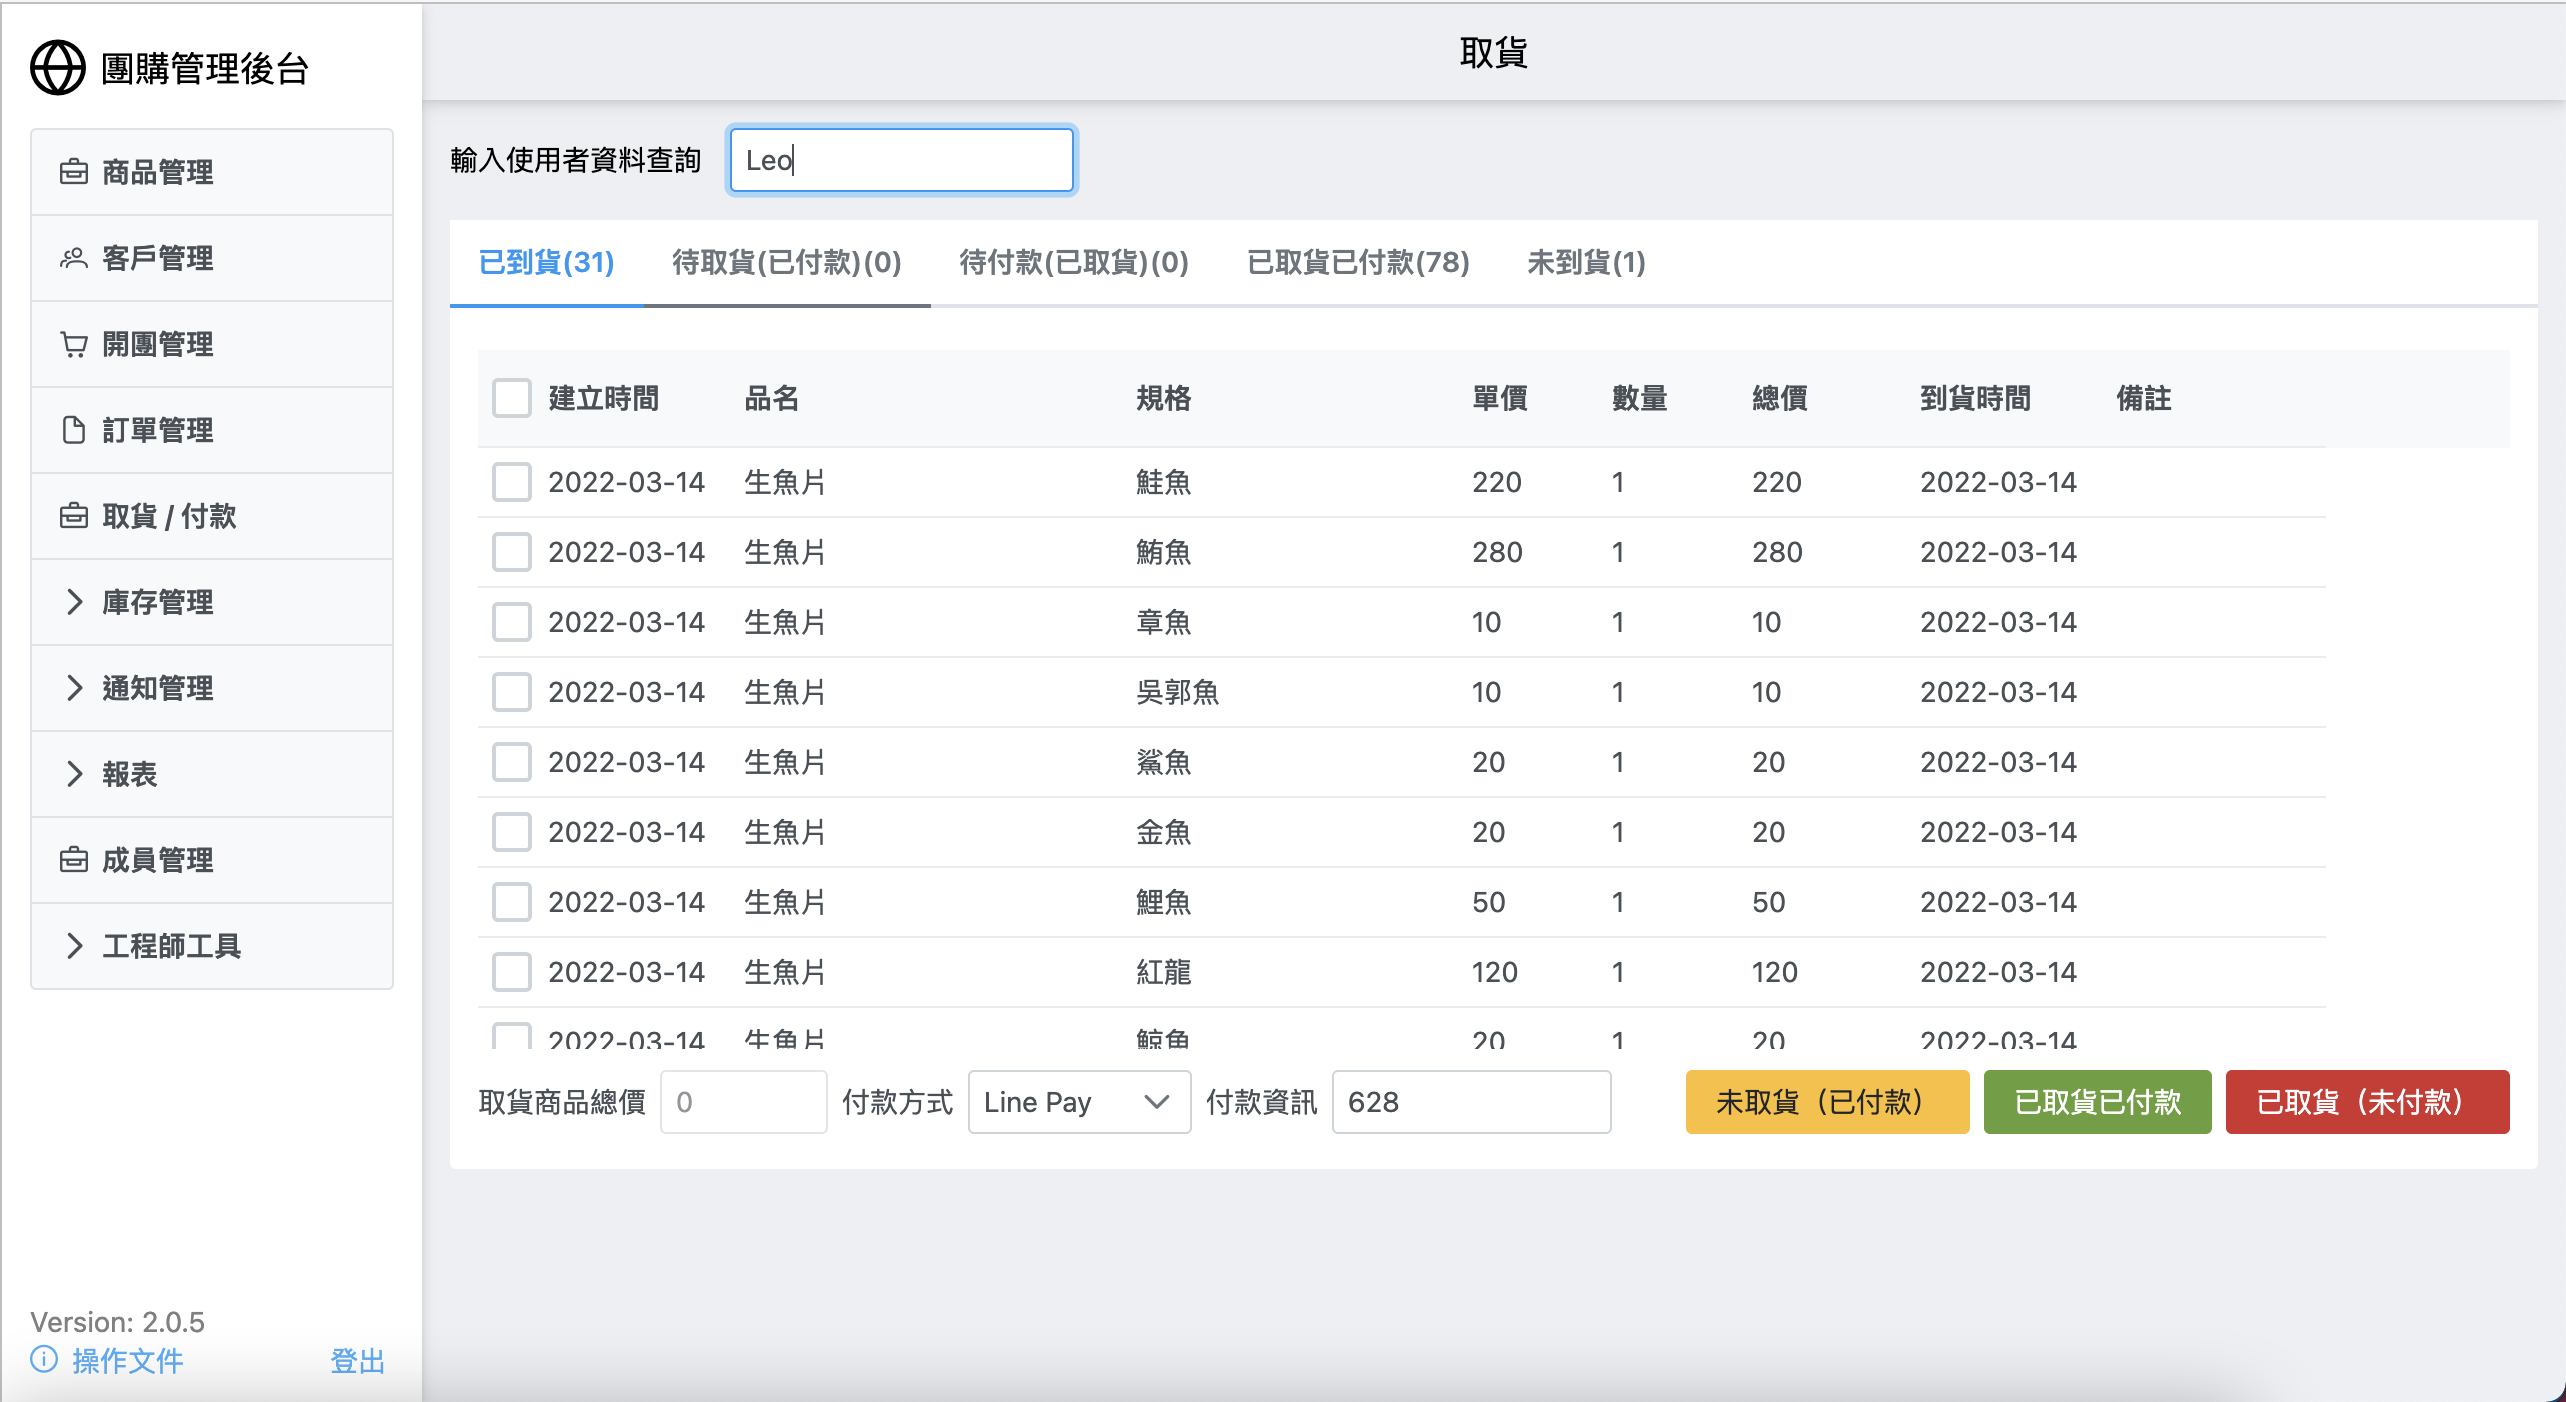 團購管理後台
商品管理
客戶管理
開團管理
訂單管理
取貨 / 付款
庫存管理
通知管理
報表
成員管理
工程師工具
Version: 2.0.5
操作文件 登出
取貨
輸入使用者資料查詢 Leo
已到貨(31) 待取貨(已付款)(0) 待付款(已取貨)(0) 已取貨已付款(78) 未到貨(1)
建立時間 品名 規格 單價 數量 總價 到貨時間 備註
2022-03-14 生魚片 鮭魚 220 1 220 2022-03-14
2022-03-14 生魚片 鮪魚 280 1 280 2022-03-14
2022-03-14 生魚片 章魚 10 1 10 2022-03-14
2022-03-14 生魚片 吳郭魚 10 1 10 2022-03-14
2022-03-14 生魚片 鯊魚 20 1 20 2022-03-14
2022-03-14 生魚片 金魚 20 1 20 2022-03-14
2022-03-14 生魚片 鯉魚 50 1 50 2022-03-14
2022-03-14 生魚片 紅龍 120 1 120 2022-03-14
2022-03-14 生魚片 鯨魚 20 1 20 2022-03-14
取貨商品總價 0 付款方式 Line Pay 付款資訊 628 未取貨（已付款） 已取貨已付款 已取貨（未付款）